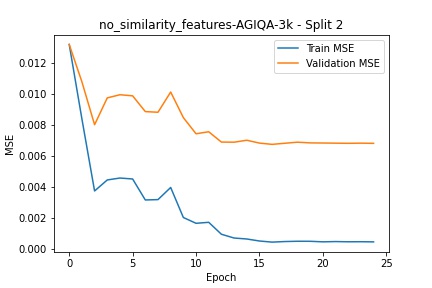 no_similarity_features-AGIQA-3k - Split 2
Train MSE
Validation MSE
0.012
0.010
0.008
0.006
0.004
0.002
0.000
MSE
0 5 10 15 20 25
Epoch